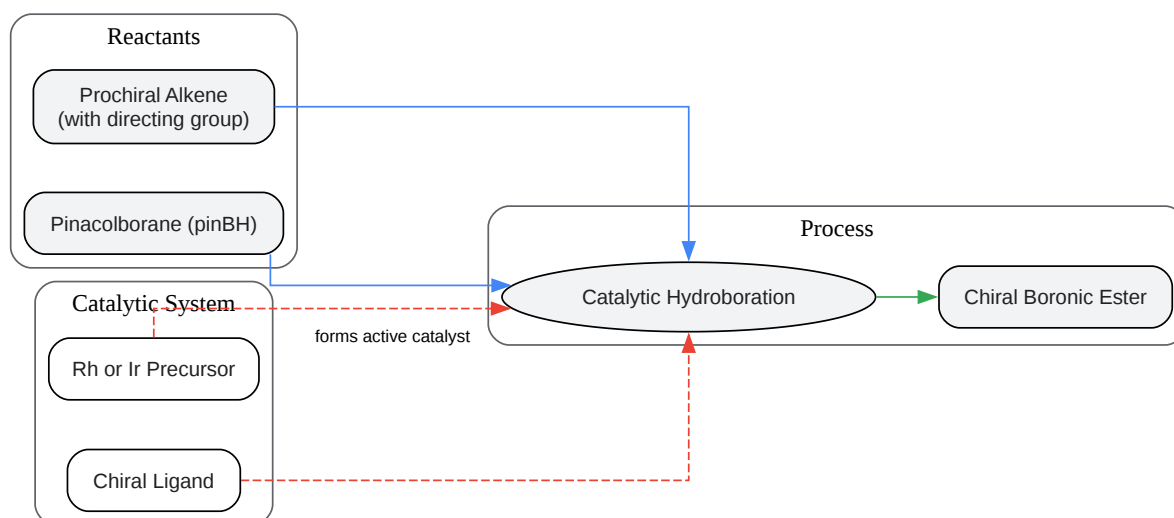 Reactants
Prochiral Alkene
(with directing group)
Pinacolborane (pinBH)
Process
Catalytic Hydroboration
Chiral Boronic Ester
Catalytic System
forms active catalyst
Rh or Ir Precursor
Chiral Ligand